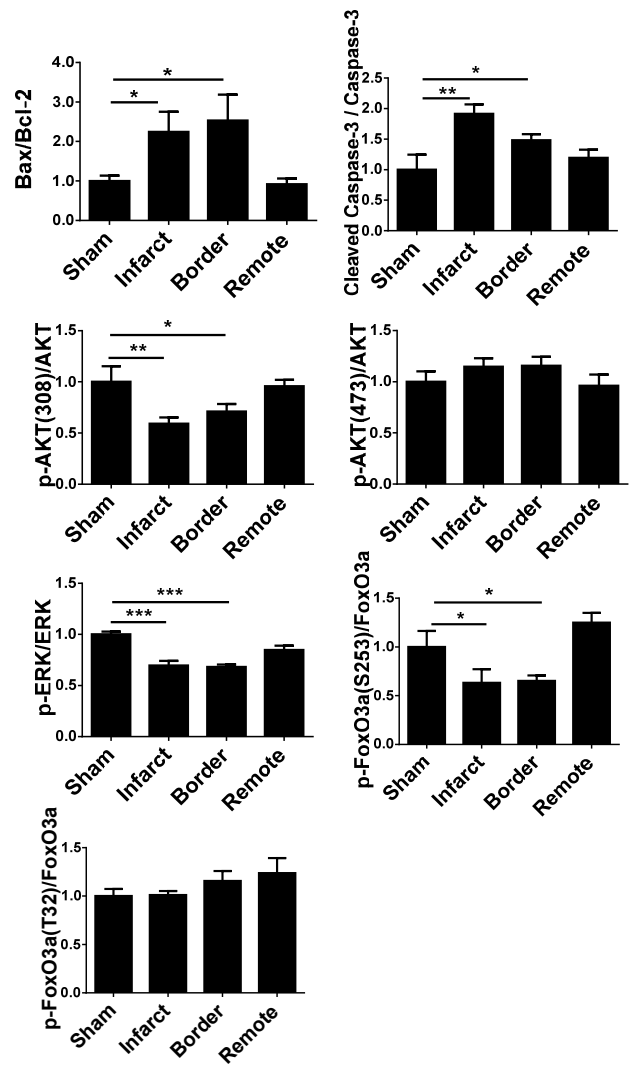 Bax/Bcl-2
4.0
3.0
2.0
1.0
0.0
*
*
Sham
Infarct
Border
Remote
Cleaved Caspase-3 / Caspase-3
2.5
2.0
1.5
1.0
0.5
0.0
*
**
Sham
Infarct
Border
Remote
p-AKT(308)/AKT
1.5
1.0
0.5
0.0
*
**
Sham
Infarct
Border
Remote
p-AKT(473)/AKT
1.5
1.0
0.5
0.0
Sham
Infarct
Border
Remote
p-ERK/ERK
1.5
1.0
0.5
0.0
***
***
Sham
Infarct
Border
Remote
p-FoxO3a(S253)/FoxO3a
1.5
1.0
0.5
0.0
*
*
Sham
Infarct
Border
Remote
p-FoxO3a(T32)/FoxO3a
1.5
1.0
0.5
0.0
Sham
Infarct
Border
Remote